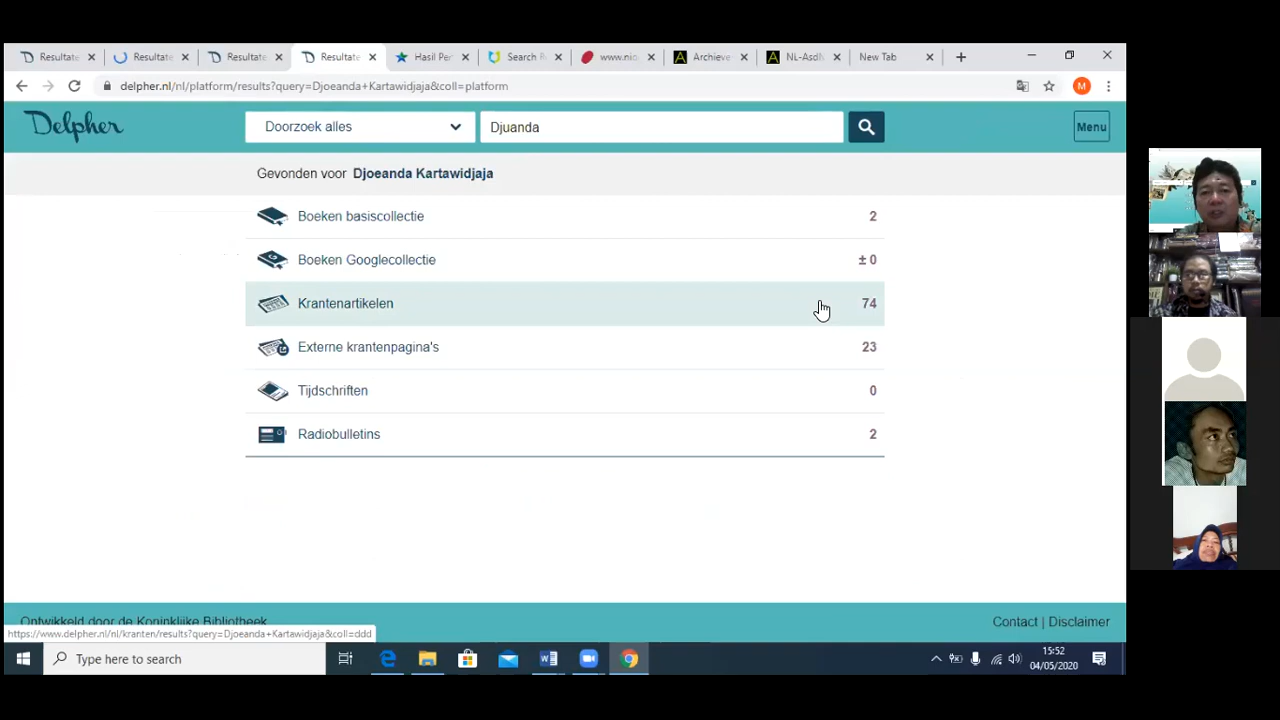 Resultate
Resultate
Resultate
Resultate
Hasil Per
Search R
www.nio
Archieve
NL-AsdN
New Tab
delpher.nl/nl/platform/results?query=Djoeanda+Kartawidjaja&coll=platform
M
Delpher
Doorzoek alles
Djuanda
Menu
Gevonden voor Djoeanda Kartawidjaja
Boeken basiscollectie 2
Boeken Googlecollectie ± 0
Krantenartikelen 74
Externe krantenpagina's 23
Tijdschriften 0
Radiobulletins 2
Ontwikkeld door de Koninklijke Bibliotheek
Contact | Disclaimer
https://www.delpher.nl/nl/kranten/results?query=Djoeanda+Kartawidjaja&coll=ddd
Type here to search
15:52
04/05/2020